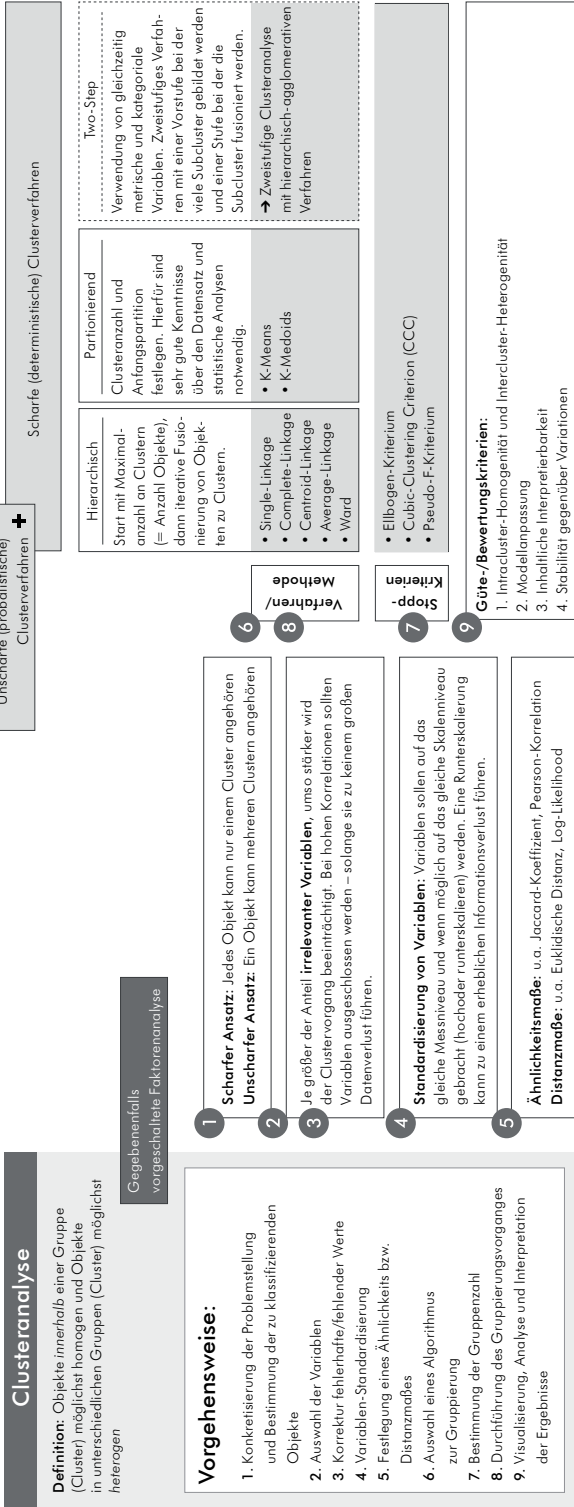 Clusteranalyse
Definition: Objekte innerhalb einer Gruppe
(Cluster) möglichst homogen und Objekte
in unterschiedlichen Gruppen (Cluster) möglichst
heterogen
Gegebenenfalls
vorgeschaltete Faktorenanalyse
Vorgehensweise:
1. Konkretisierung der Problemstellung
und Bestimmung der zu klassifizierenden
Objekte
2. Auswahl der Variablen
3. Korrektur fehlerhafte/fehlender Werte
4. Variablen-Standardisierung
5. Festlegung eines Ähnlichkeits bzw.
Distanzmaßes
6. Auswahl eines Algorithmus
zur Gruppierung
7. Bestimmung der Gruppenzahl
8. Durchführung des Gruppierungsvorganges
9. Visualisierung, Analyse und Interpretation
der Ergebnisse
1
Scharfer Ansatz: Jedes Objekt kann nur einem Cluster angehören
Unscharfer Ansatz: Ein Objekt kann mehreren Clustern angehören
2
3
Je größer der Anteil irrelevanter Variablen, umso stärker wird
der Clustervorgang beeinträchtigt. Bei hohen Korrelationen sollten
Variablen ausgeschlossen werden – solange sie zu keinem großen
Datenverlust führen.
4
Standardisierung von Variablen: Variablen sollen auf das
gleiche Messniveau und wenn möglich auf das gleiche Skalenniveau
gebracht (hochoder runterskalieren) werden. Eine Runterskalierung
kann zu einem erheblichen Informationsverlust führen.
5
Ähnlichkeitsmaße: u.a. Jaccard-Koeffizient, Pearson-Korrelation
Distanzmaße: u.a. Euklidische Distanz, Log-Likelihood
Unscharfe (probalistische)
Clusterverfahren +
Scharfe (deterministische) Clusterverfahren
6
8
Verfahren/
Methode
Hierarchisch
Start mit Maximal-
anzahl an Clustern
(= Anzahl Objekte),
dann iterative Fusio-
nierung von Objek-
ten zu Clustern.
• Single-Linkage
• Complete-Linkage
• Centroid-Linkage
• Average-Linkage
• Ward
Partionierend
Clusteranzahl und
Anfangspartition
festlegen. Hierfür sind
sehr gute Kenntnisse
über den Datensatz und
statistische Analysen
notwendig.
• K-Means
• K-Medoids
Two-Step
Verwendung von gleichzeitig
metrische und kategoriale
Variablen. Zweistufiges Verfah-
ren mit einer Vorstufe bei der
viele Subcluster gebildet werden
und einer Stufe bei der die
Subcluster fusioniert werden.
➔ Zweistufige Clusteranalyse
mit hierarchisch-agglomerativen
Verfahren
7
Stopp-
Kriterien
• Ellbogen-Kriterium
• Cubic-Clustering Criterion (CCC)
• Pseudo-F-Kriterium
9
Güte-/Bewertungskriterien:
1. Intracluster-Homogenität und Intercluster-Heterogenität
2. Modellanpassung
3. Inhaltliche Interpretierbarkeit
4. Stabilität gegenüber Variationen